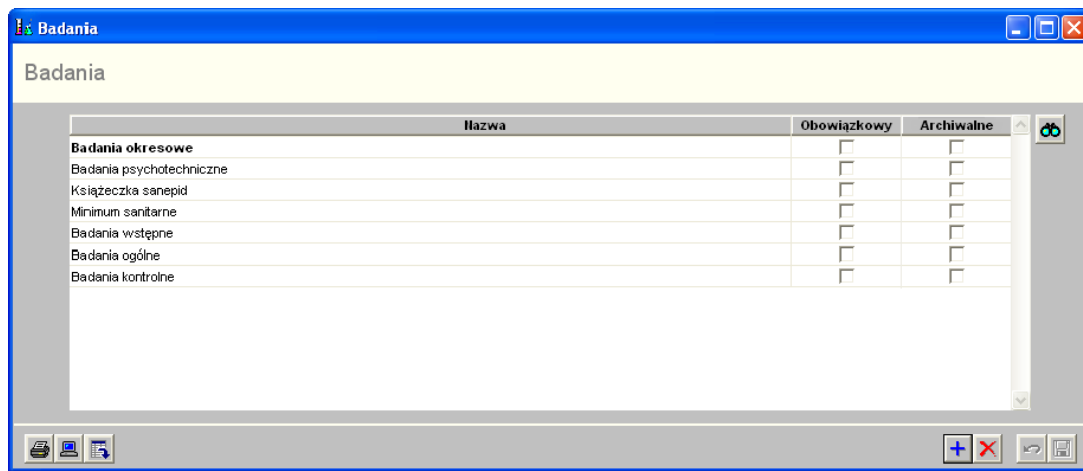 Badania
Badania
Nazwa Obowiązkowy Archiwalne
Badania okresowe
Badania psychotechniczne
Książeczka sanepid
Minimum sanitarne
Badania wstępne
Badania ogólne
Badania kontrolne